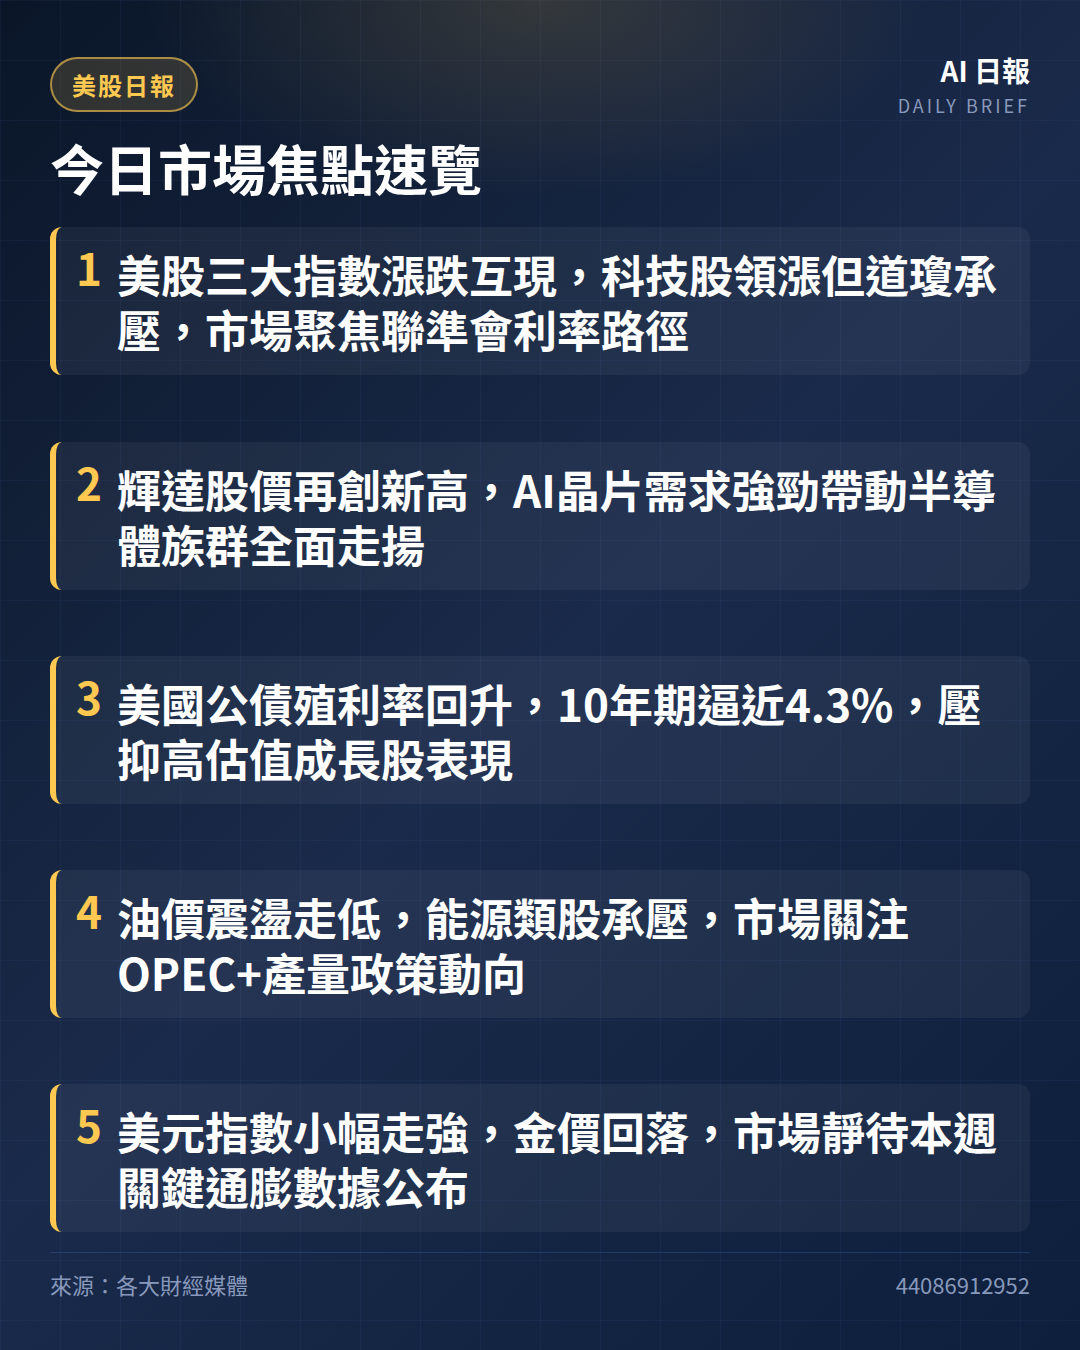 美股日報
AI 日報
DAILY BRIEF
今日市場焦點速覽
1 美股三大指數漲跌互現，科技股領漲但道瓊承
壓，市場聚焦聯準會利率路徑
2 輝達股價再創新高，AI晶片需求強勁帶動半導
體族群全面走揚
3 美國公債殖利率回升，10年期逼近4.3%，壓
抑高估值成長股表現
4 油價震盪走低，能源類股承壓，市場關注
OPEC+產量政策動向
5 美元指數小幅走強，金價回落，市場靜待本週
關鍵通膨數據公布
來源：各大財經媒體
44086912952